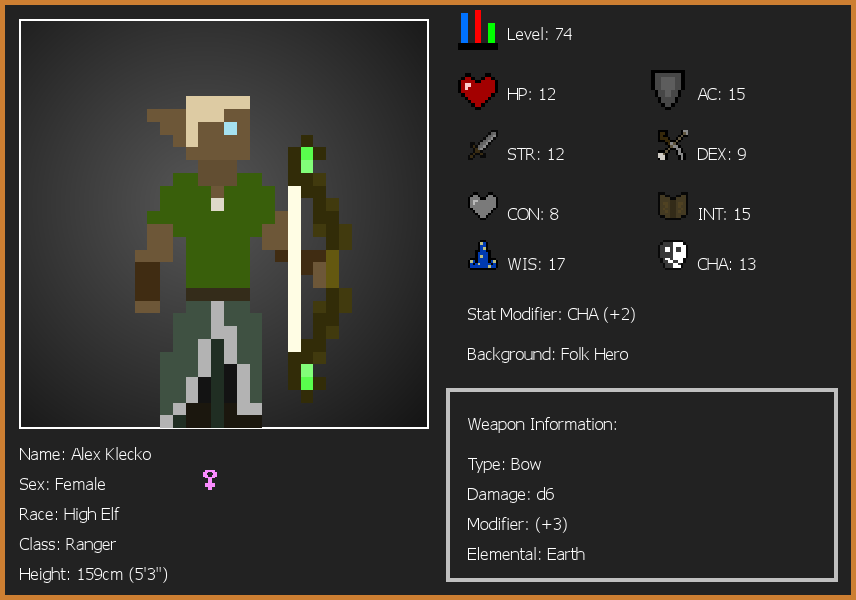 Level: 74
HP: 12
AC: 15
STR: 12
DEX: 9
CON: 8
INT: 15
WIS: 17
CHA: 13
Stat Modifier: CHA (+2)
Background: Folk Hero
Weapon Information:
Type: Bow
Damage: d6
Modifier: (+3)
Elemental: Earth
Name: Alex Klecko
Sex: Female
Race: High Elf
Class: Ranger
Height: 159cm (5'3")